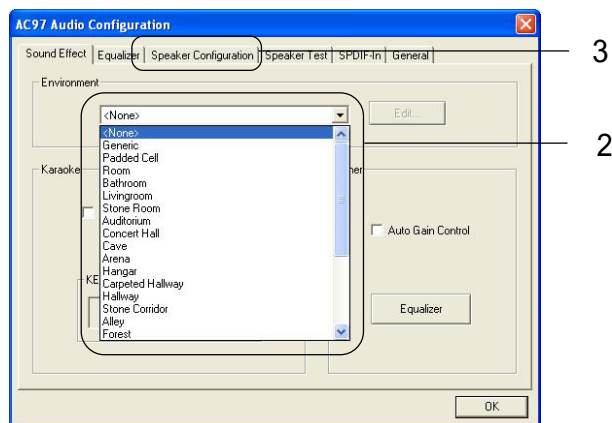 AC97 Audio Configuration
Sound Effect Equalizer Speaker Configuration Speaker Test SPDIF-In General
3
Environment
<None> Edit...
2
<None>
Generic
Padded Cell
Room
Bathroom
Livingroom
Stone Room
Auditorium
Concert Hall
Cave
Arena
Hangar
Carpeted Hallway
Hallway
Stone Corridor
Alley
Forest
Karaoke
KE
her
Auto Gain Control
Equalizer
OK